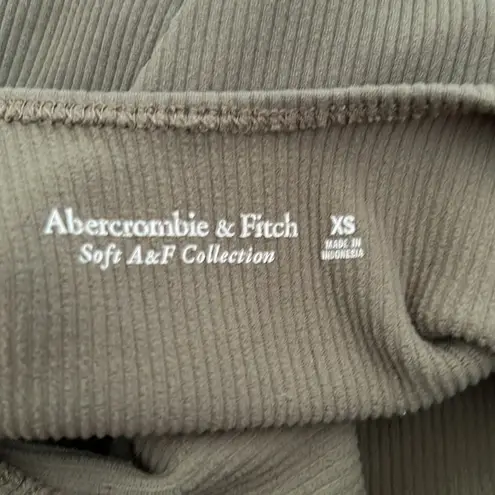 Abercrombie & Fitch
Soft A&F Collection
XS
MADE IN
INDONESIA